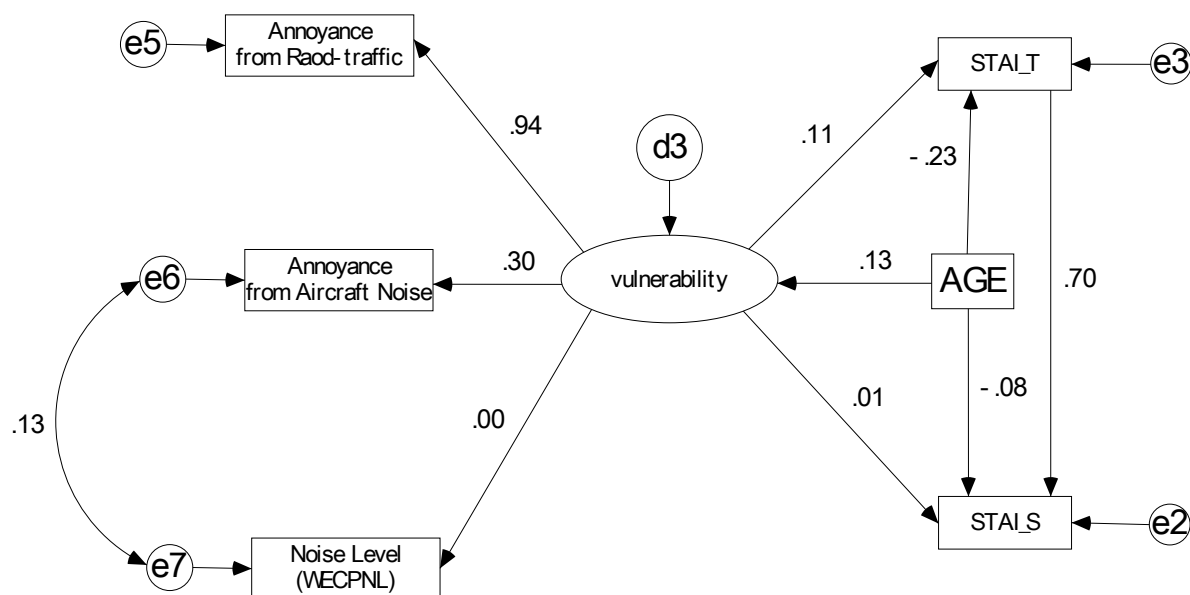 e5
Annoyance
from Raod-traffic
STAI_T
e3
.94
d3
.11
- .23
e6
Annoyance
from Aircraft Noise
.30
vulnerability
.13
AGE
.70
.13
.00
.01
- .08
e7
Noise Level
(WECPNL)
STAI_S
e2